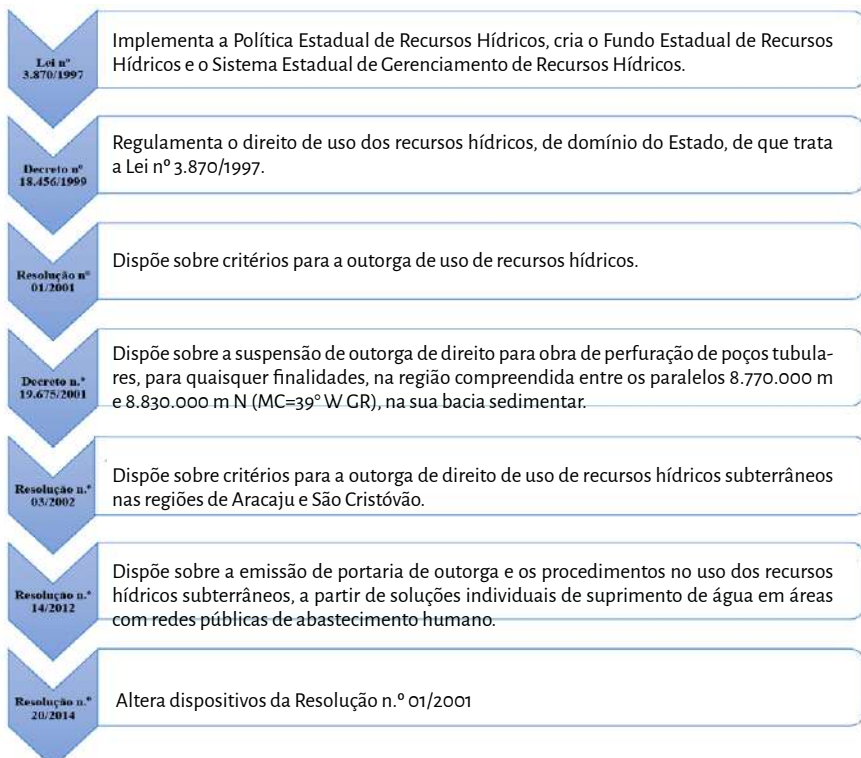 Lei nº
3.870/1997
Implementa a Política Estadual de Recursos Hídricos, cria o Fundo Estadual de Recursos
Hídricos e o Sistema Estadual de Gerenciamento de Recursos Hídricos.
Decreto nº
18.456/1999
Regulamenta o direito de uso dos recursos hídricos, de domínio do Estado, de que trata
a Lei nº 3.870/1997.
Resolução nº
01/2001
Dispõe sobre critérios para a outorga de uso de recursos hídricos.
Decreto n.º
19.675/2001
Dispõe sobre a suspensão de outorga de direito para obra de perfuração de poços tubula-
res, para quaisquer finalidades, na região compreendida entre os paralelos 8.770.000 m
e 8.830.000 m N (MC=39° W GR), na sua bacia sedimentar.
Resolução n.º
03/2002
Dispõe sobre critérios para a outorga de direito de uso de recursos hídricos subterrâneos
nas regiões de Aracaju e São Cristóvão.
Resolução n.º
14/2012
Dispõe sobre a emissão de portaria de outorga e os procedimentos no uso dos recursos
hídricos subterrâneos, a partir de soluções individuais de suprimento de água em áreas
com redes públicas de abastecimento humano.
Resolução n.º
20/2014
Altera dispositivos da Resolução n.º 01/2001